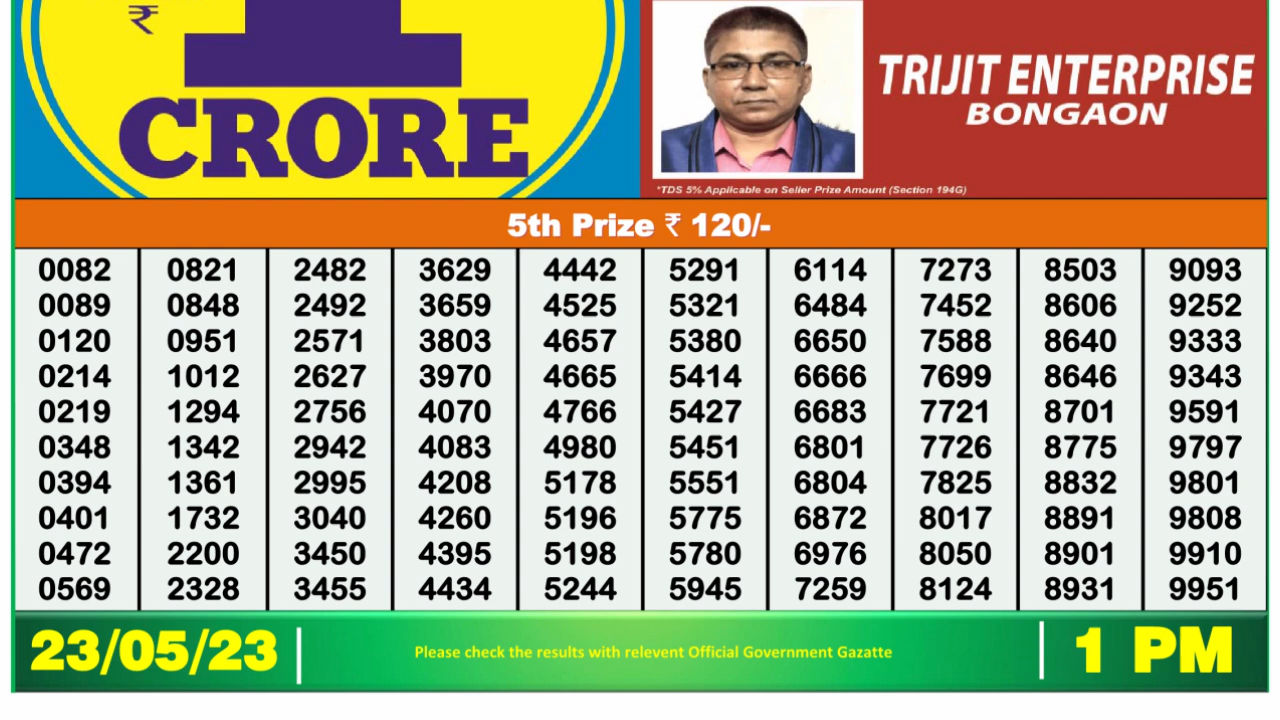 ₹
1
CRORE
TRIJIT ENTERPRISE
BONGAON
*TDS 5% Applicable on Seller Prize Amount (Section 194G)
5th Prize ₹ 120/-
0082 0821 2482 3629 4442 5291 6114 7273 8503 9093
0089 0848 2492 3659 4525 5321 6484 7452 8606 9252
0120 0951 2571 3803 4657 5380 6650 7588 8640 9333
0214 1012 2627 3970 4665 5414 6666 7699 8646 9343
0219 1294 2756 4070 4766 5427 6683 7721 8701 9591
0348 1342 2942 4083 4980 5451 6801 7726 8775 9797
0394 1361 2995 4208 5178 5551 6804 7825 8832 9801
0401 1732 3040 4260 5196 5775 6872 8017 8891 9808
0472 2200 3450 4395 5198 5780 6976 8050 8901 9910
0569 2328 3455 4434 5244 5945 7259 8124 8931 9951
23/05/23
Please check the results with relevent Official Government Gazatte
1 PM